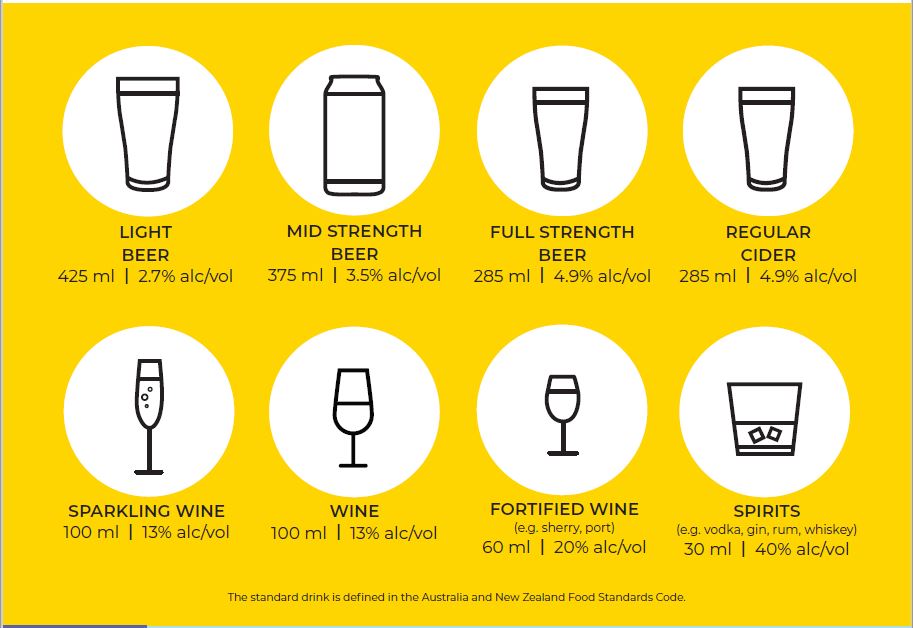 LIGHT
BEER
425 ml | 2.7% alc/vol
MID STRENGTH
BEER
375 ml | 3.5% alc/vol
FULL STRENGTH
BEER
285 ml | 4.9% alc/vol
REGULAR
CIDER
285 ml | 4.9% alc/vol
SPARKLING WINE
100 ml | 13% alc/vol
WINE
100 ml | 13% alc/vol
FORTIFIED WINE
(e.g. sherry, port)
60 ml | 20% alc/vol
SPIRITS
(e.g. vodka, gin, rum, whiskey)
30 ml | 40% alc/vol
The standard drink is defined in the Australia and New Zealand Food Standards Code.